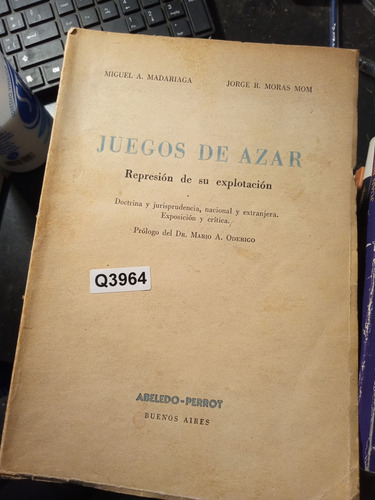 MIGUEL A. MADARIAGA
JORGE R. MORAS MOM
JUEGOS DE AZAR
Represión de su explotación
Doctrina y jurisprudencia, nacional y extranjera.
Exposición y crítica.
Prólogo del DR. MARIO A. ODERIGO
Q3964
ABELEDO-PERROT
BUENOS AIRES